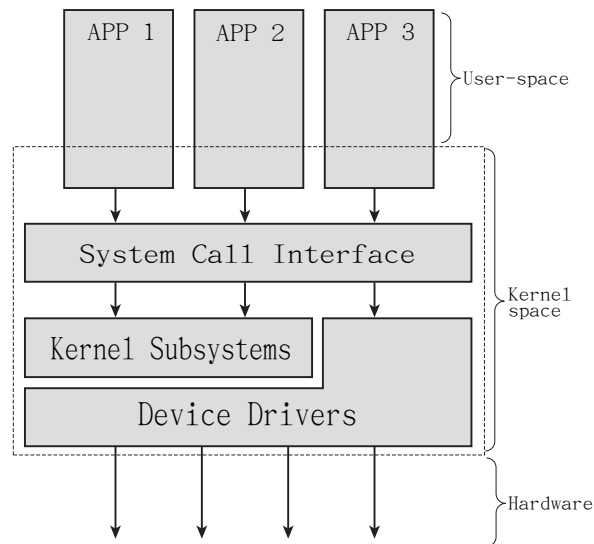 APP 1
APP 2
APP 3
User-space
System Call Interface
Kernel
space
Kernel Subsystems
Device Drivers
Hardware